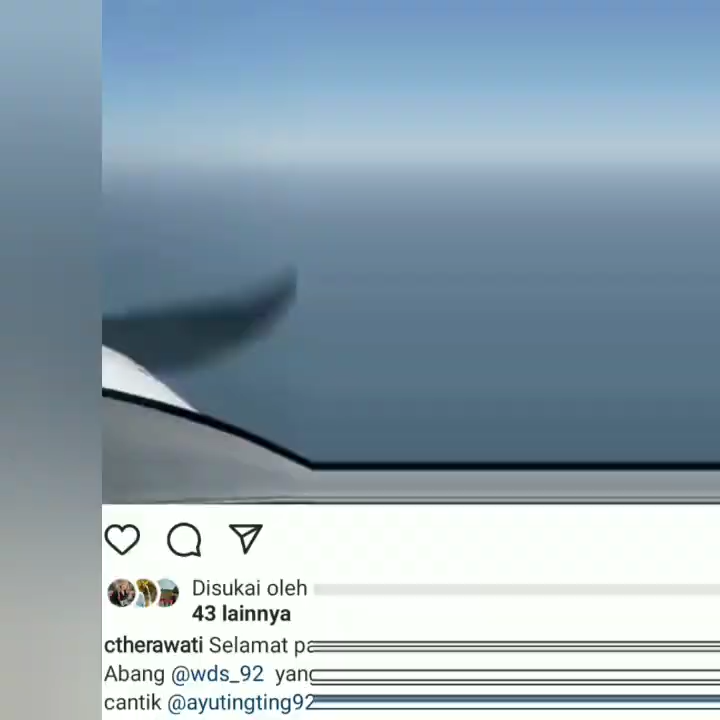 Disukai oleh
43 lainnya
ctherawati Selamat
Abang @wds_92
cantik @ayutingting92